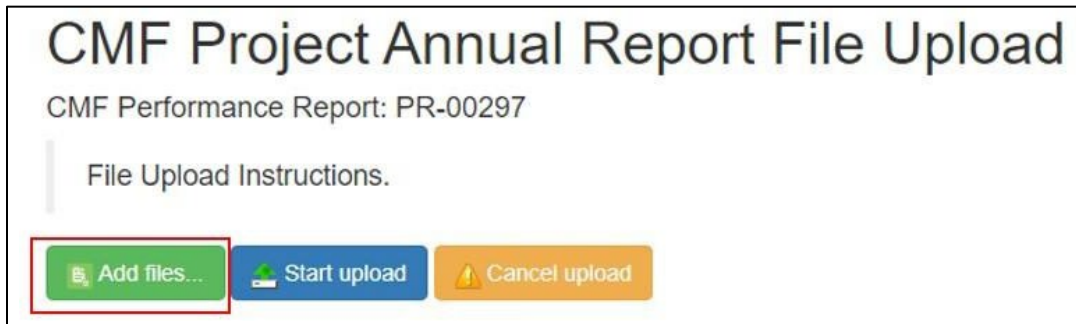 CMF Project Annual Report File Upload
CMF Performance Report: PR-00297
File Upload Instructions.
Add files... Start upload Cancel upload